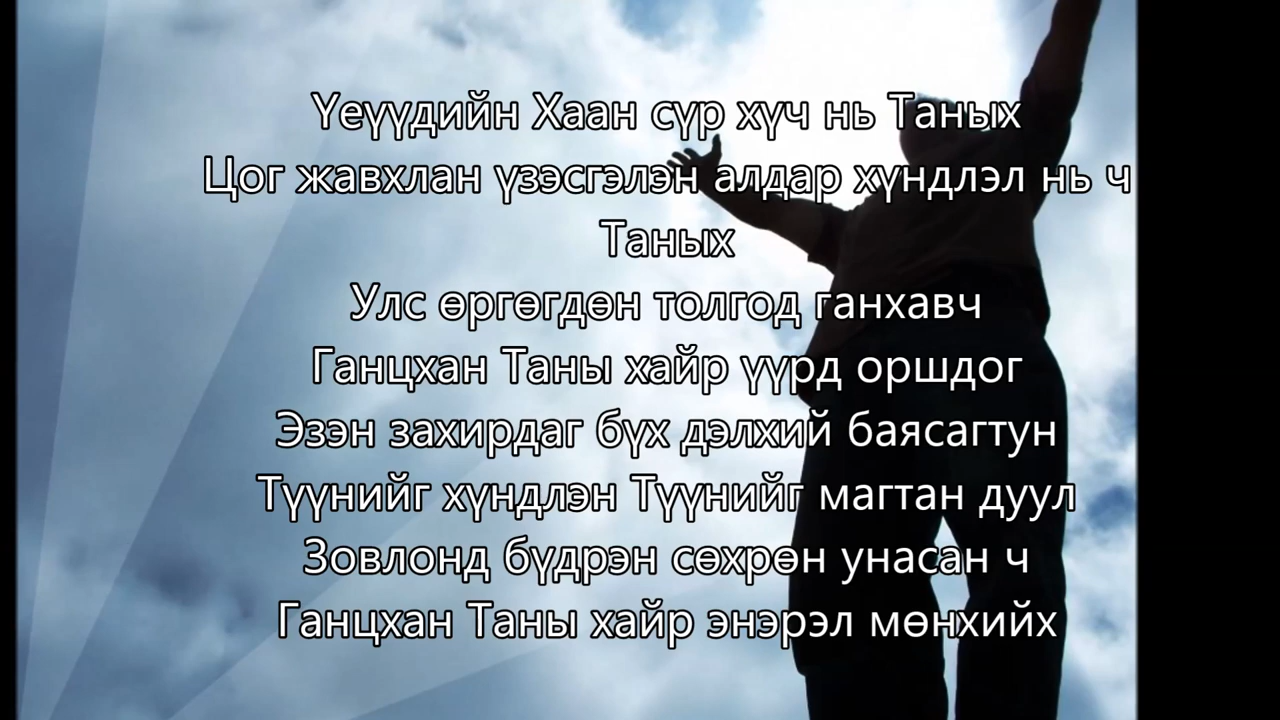 Үеүүдийн Хаан сүр хүч нь Таных
Цог жавхлан үзэсгэлэн алдар хүндлэл нь ч
Таных
Улс өргөгдөн толгод ганхавч
Ганцхан Таны хайр үүрд оршдог
Эзэн захирдаг бүх дэлхий баясагтун
Түүнийг хүндлэн Түүнийг магтан дуул
Зовлонд бүдрэн сөхрөн унасан ч
Ганцхан Таны хайр энэрэл мөнхийх